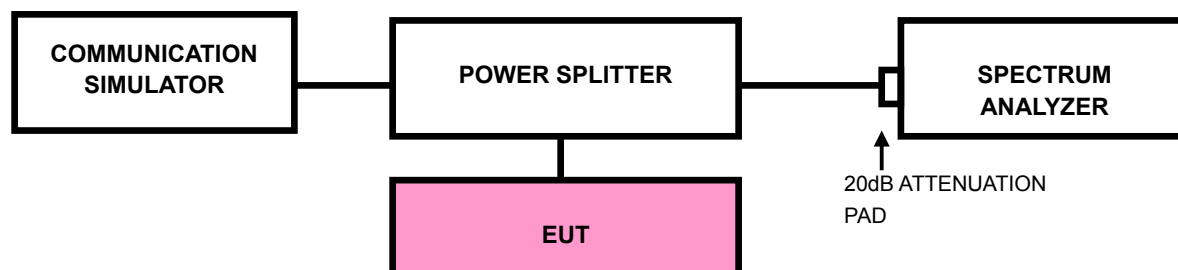 COMMUNICATION
SIMULATOR
POWER SPLITTER
SPECTRUM
ANALYZER
20dB ATTENUATION
PAD
EUT